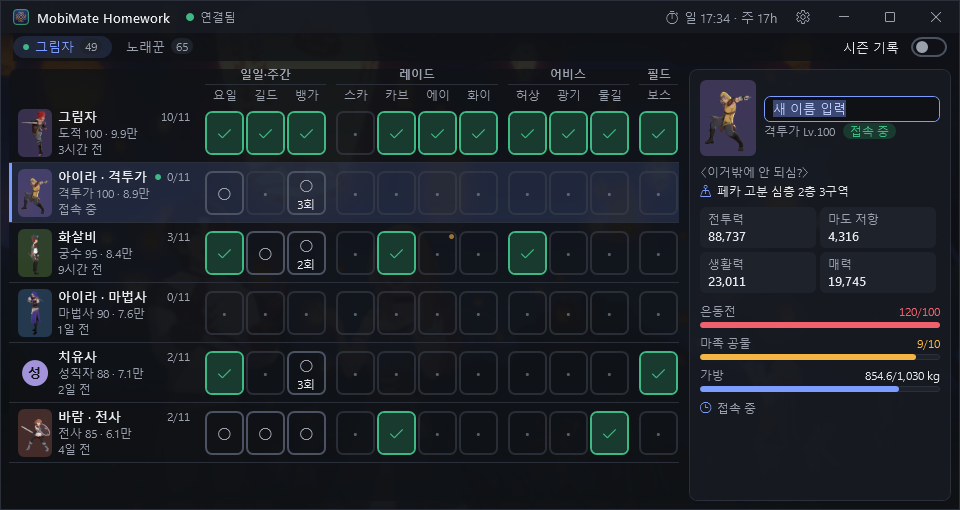 MobiMate Homework 연결됨 일 17:34 · 주 17h
그림자 49 노래꾼 65 시즌 기록
일일·주간 레이드 어비스 필드
요일 길드 뱅가 스카 카브 에이 화이 허상 광기 물길 보스
그림자 10/11
도적 100 · 9.9만
3시간 전
아이라 · 격투가 0/11
격투가 100 · 8.9만
접속 중
3회
화살비 3/11
궁수 95 · 8.4만
9시간 전
2회
아이라 · 마법사 0/11
마법사 90 · 7.6만
1일 전
성
치유사 2/11
성직자 88 · 7.1만
2일 전
3회
바람 · 전사 2/11
전사 85 · 6.1만
4일 전
새 이름 입력
격투가 Lv.100 접속 중
<이거밖에 안 되심?>
페카 고분 심층 2층 3구역
전투력 마도 저항
88,737 4,316
생활력 매력
23,011 19,745
은동전 120/100
마족 공물 9/10
가방 854.6/1,030 kg
접속 중